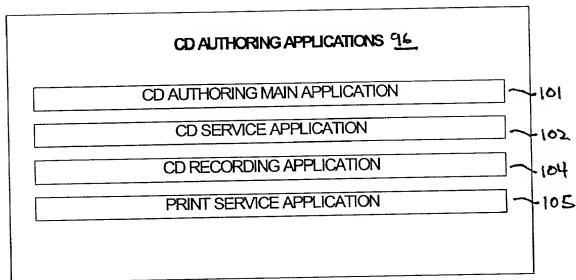 CD AUTHORING APPLICATIONS 96
CD AUTHORING MAIN APPLICATION 101
CD SERVICE APPLICATION 102
CD RECORDING APPLICATION 104
PRINT SERVICE APPLICATION 105